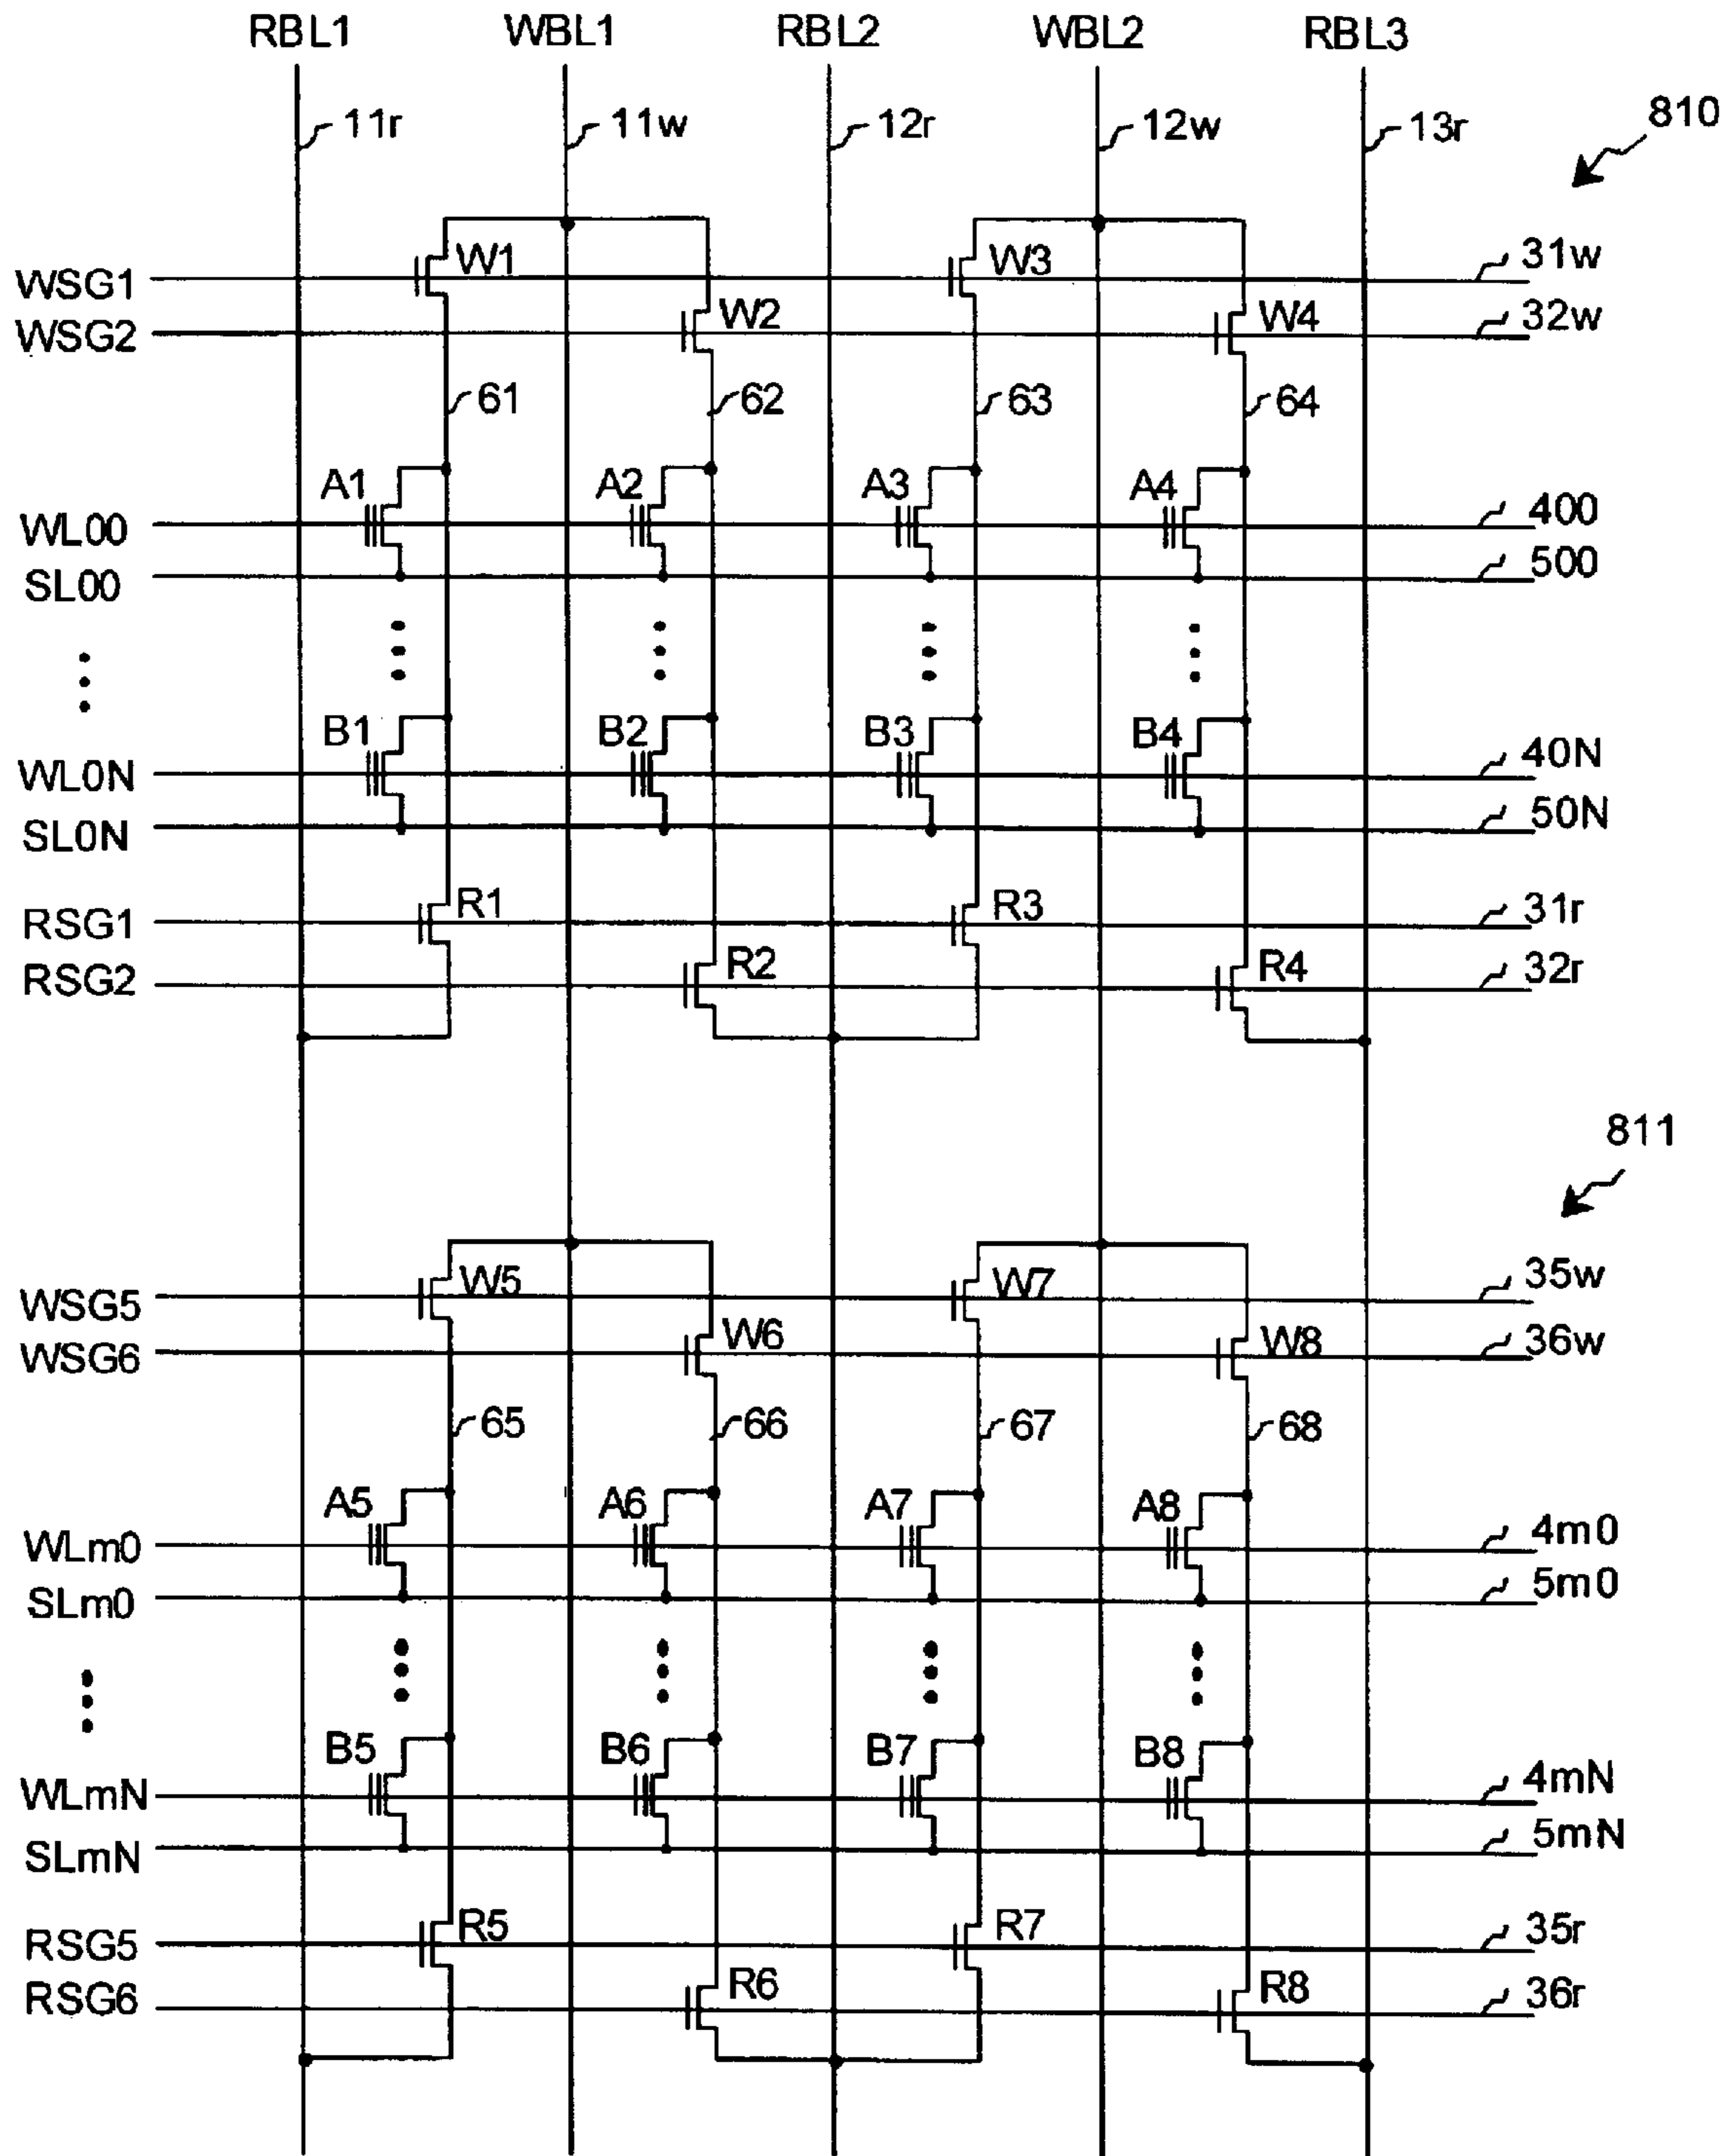 RBL1 WBL1 RBL2 WBL2 RBL3
11r 11w 12r 12w 13r 810
WSG1 W1 W3 31w
WSG2 W2 W4 32w
61 62 63 64
A1 A2 A3 A4
WL00 400
SL00 500
B1 B2 B3 B4
WL0N 40N
SL0N 50N
RSG1 R1 R3 31r
RSG2 R2 R4 32r
811
WSG5 W5 W7 35w
WSG6 W6 W8 36w
65 66 67 68
A5 A6 A7 A8
WLm0 4m0
SLm0 5m0
B5 B6 B7 B8
WLmN 4mN
SLmN 5mN
RSG5 R5 R7 35r
RSG6 R6 R8 36r